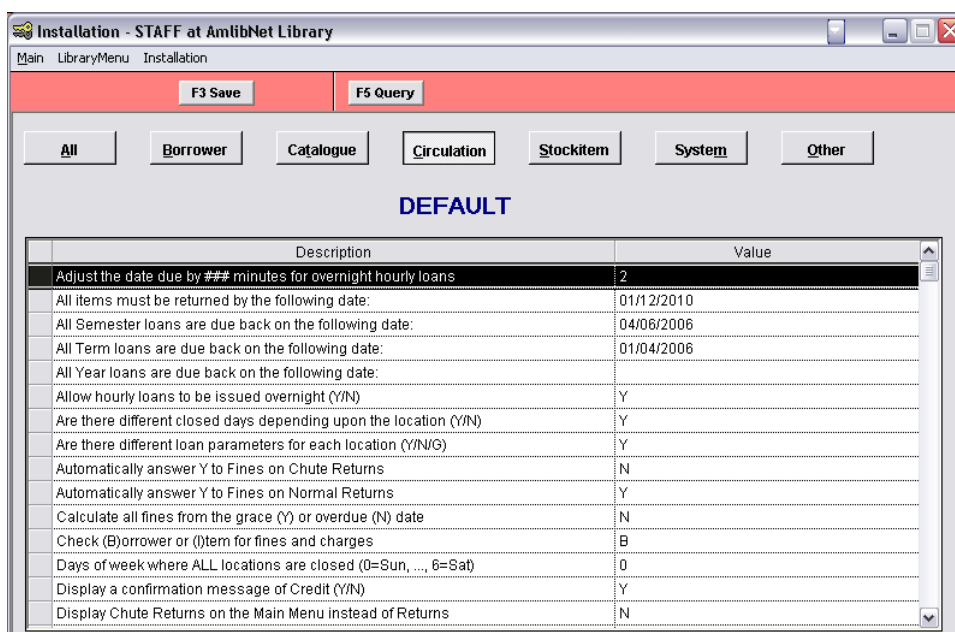 Installation - STAFF at AmlibNet Library
Main LibraryMenu Installation
F3 Save F5 Query
All Borrower Catalogue Circulation Stockitem System Other
DEFAULT
Description Value
Adjust the date due by ### minutes for overnight hourly loans 2
All items must be returned by the following date: 01/12/2010
All Semester loans are due back on the following date: 04/06/2006
All Term loans are due back on the following date: 01/04/2006
All Year loans are due back on the following date:
Allow hourly loans to be issued overnight (Y/N) Y
Are there different closed days depending upon the location (Y/N) Y
Are there different loan parameters for each location (Y/N/G) Y
Automatically answer Y to Fines on Chute Returns N
Automatically answer Y to Fines on Normal Returns Y
Calculate all fines from the grace (Y) or overdue (N) date N
Check (B)orrower or (I)tem for fines and charges B
Days of week where ALL locations are closed (0=Sun, ..., 6=Sat) 0
Display a confirmation message of Credit (Y/N) Y
Display Chute Returns on the Main Menu instead of Returns N